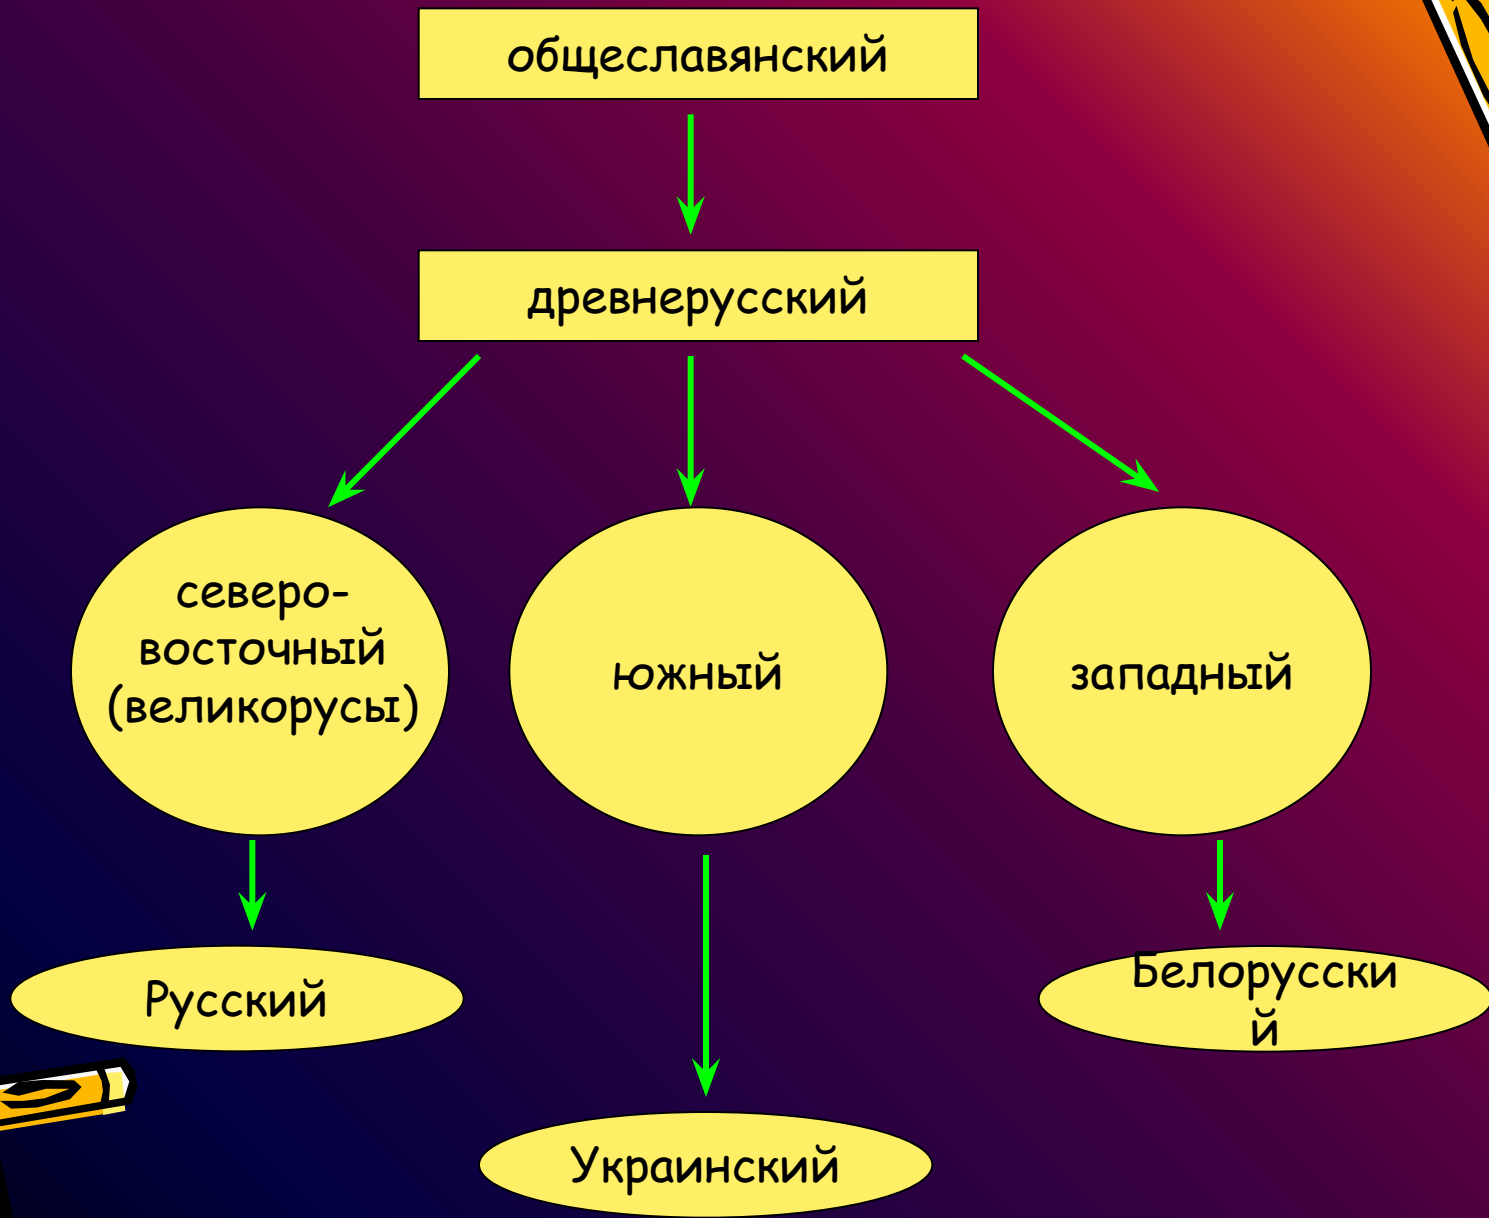 общеславянский
древнерусский
северо-
восточный
(великорусы)
южный
западный
Русский
Белорусски
й
Украинский